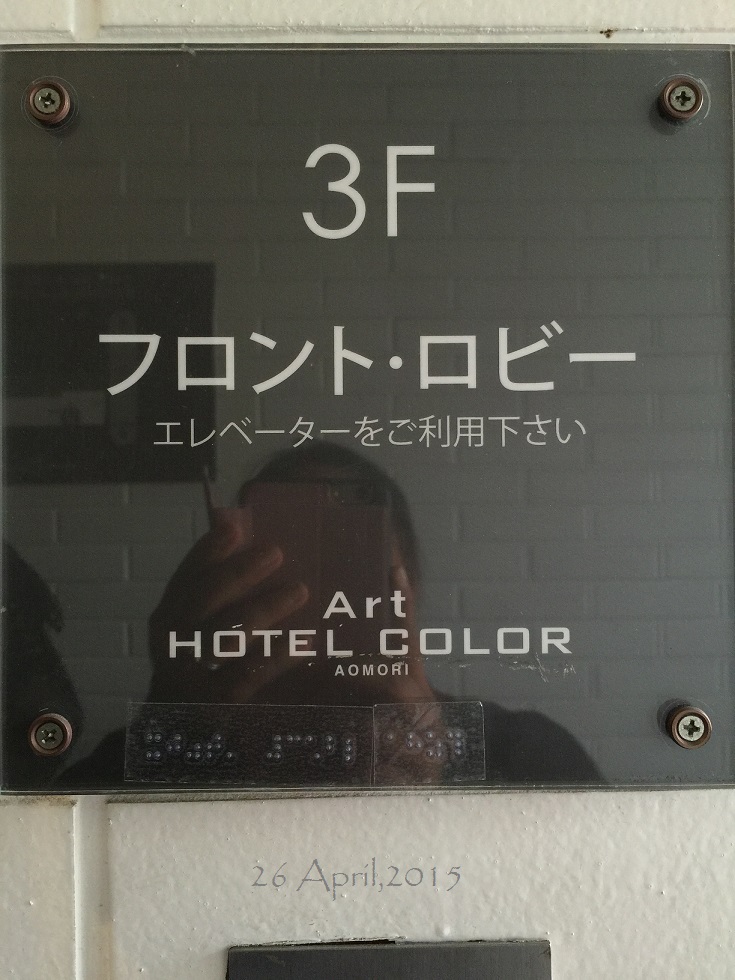 3F
フロント・ロビー
エレベーターをご利用下さい
Art
HOTEL COLOR
AOMORI
26 April,2015